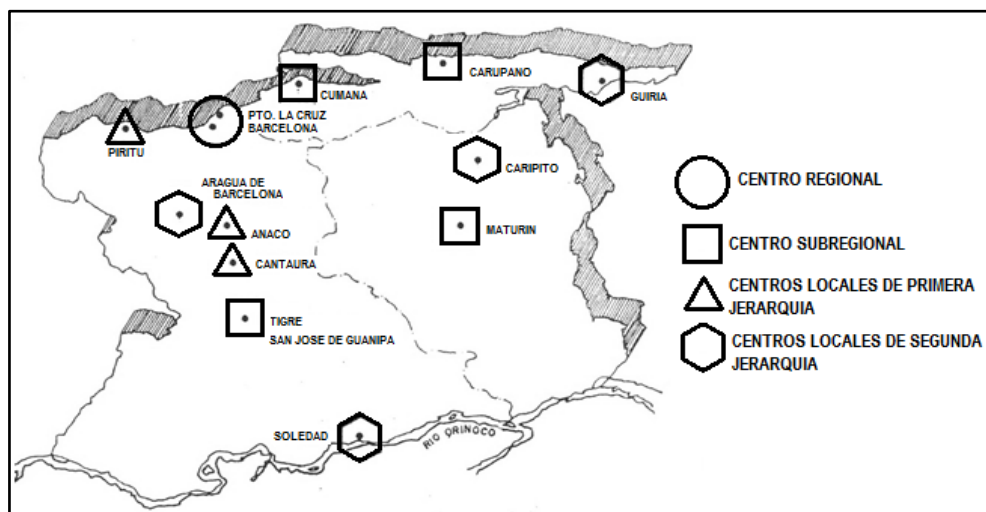 CARUPANO
GUIRIA
CUMANA
PTO. LA CRUZ
BARCELONA
PIRITU
CARIPITO
ARAGUA DE
BARCELONA
ANACO
MATURIN
CANTAURA
TIGRE
SAN JOSE DE GUANIPA
SOLEDAD
RIO ORINOCO
CENTRO REGIONAL
CENTRO SUBREGIONAL
CENTROS LOCALES DE PRIMERA
JERARQUIA
CENTROS LOCALES DE SEGUNDA
JERARQUIA